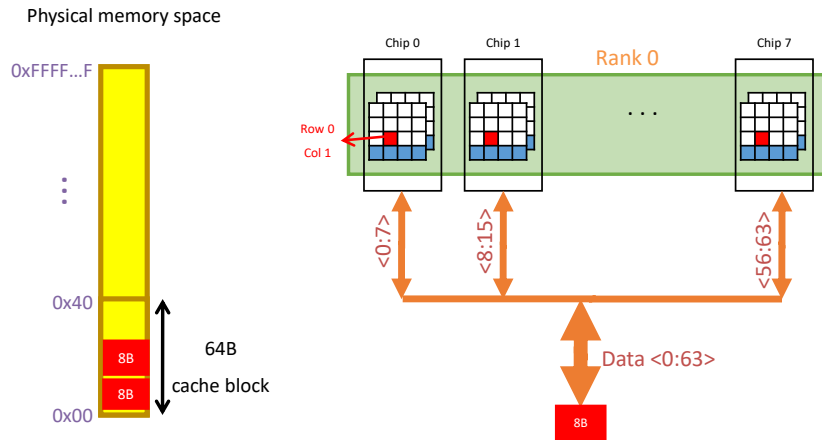 Physical memory space
0xFFFF...F
⋮
0x40
0x00
8B
8B
64B
cache block
Chip 0
Chip 1
Chip 7
Rank 0
. . .
Row 0
Col 1
<0:7>
<8:15>
<56:63>
Data <0:63>
8B